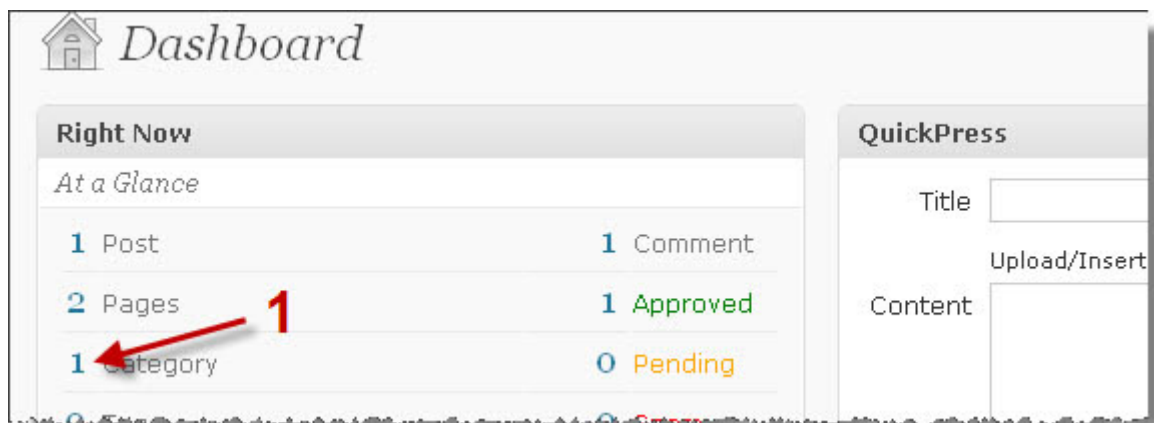 Dashboard
Right Now
At a Glance
1 Post
1 Comment
2 Pages
1 Approved
1
1 Category
0 Pending
QuickPress
Title
Upload/Insert
Content